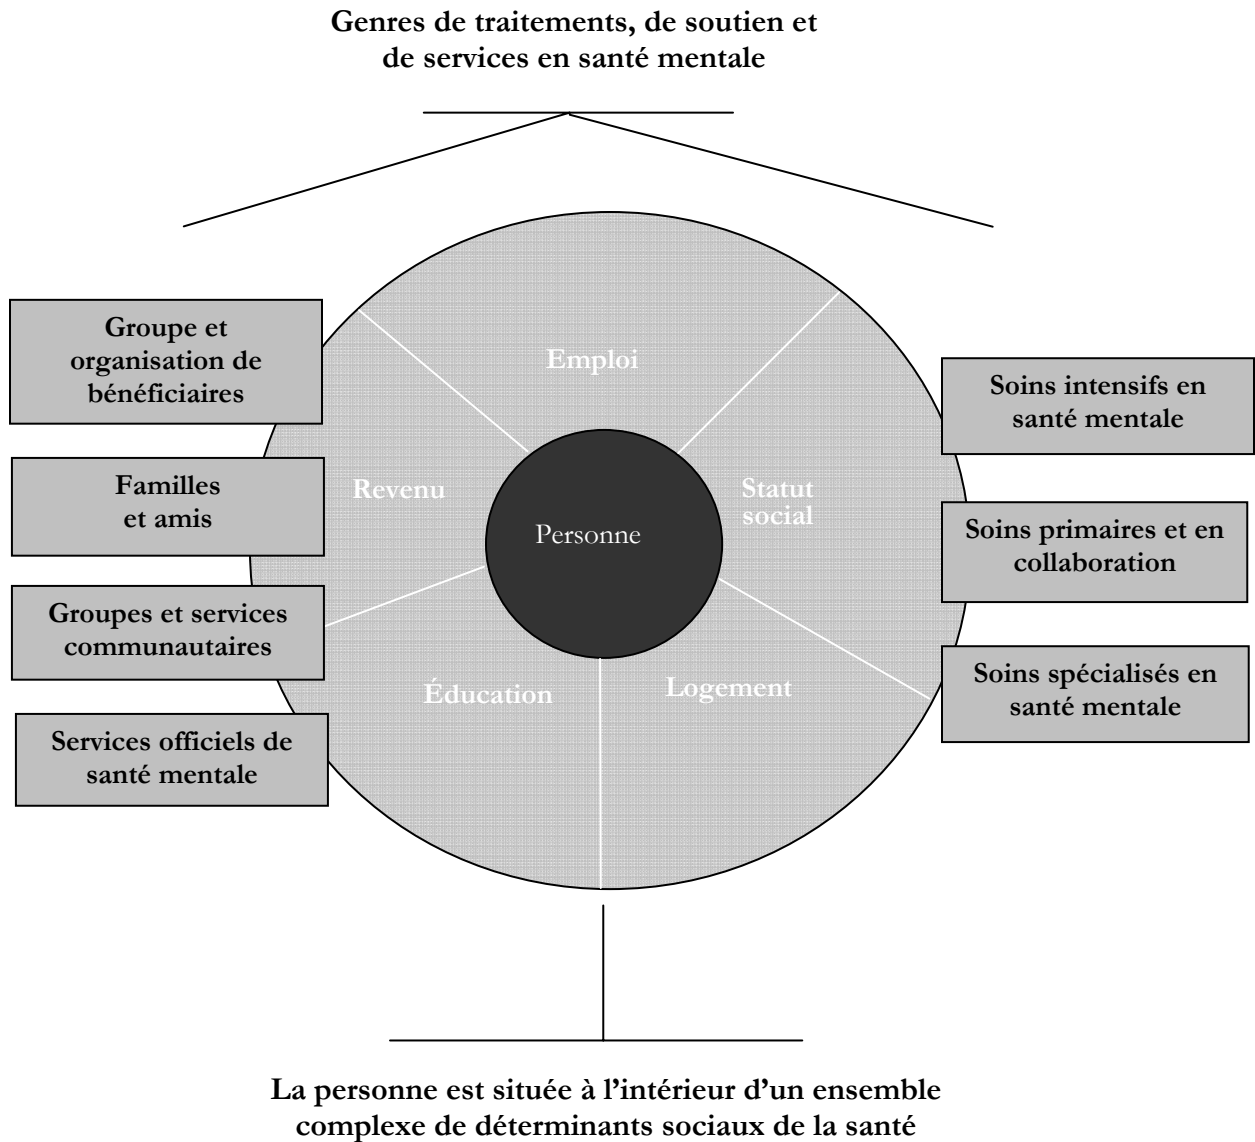 Genres de traitements, de soutien et
de services en santé mentale
Groupe et
organisation de
bénéficiaires
Familles
et amis
Groupes et services
communautaires
Services officiels de
santé mentale
Emploi
Revenu
Statut
social
Personne
Éducation
Logement
Soins intensifs en
santé mentale
Soins primaires et en
collaboration
Soins spécialisés en
santé mentale
La personne est située à l’intérieur d’un ensemble
complexe de déterminants sociaux de la santé